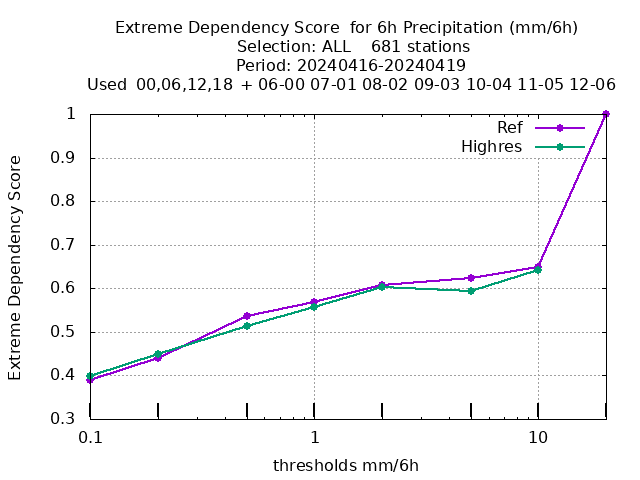 Extreme Dependency Score  for 6h Precipitation (mm/6h)
Selection: ALL    681 stations
Period: 20240416-20240419
Used  00,06,12,18 + 06-00 07-01 08-02 09-03 10-04 11-05 12-06
Ref
Highres
Extreme Dependency Score
1
0.9
0.8
0.7
0.6
0.5
0.4
0.3
0.1
1
10
thresholds mm/6h